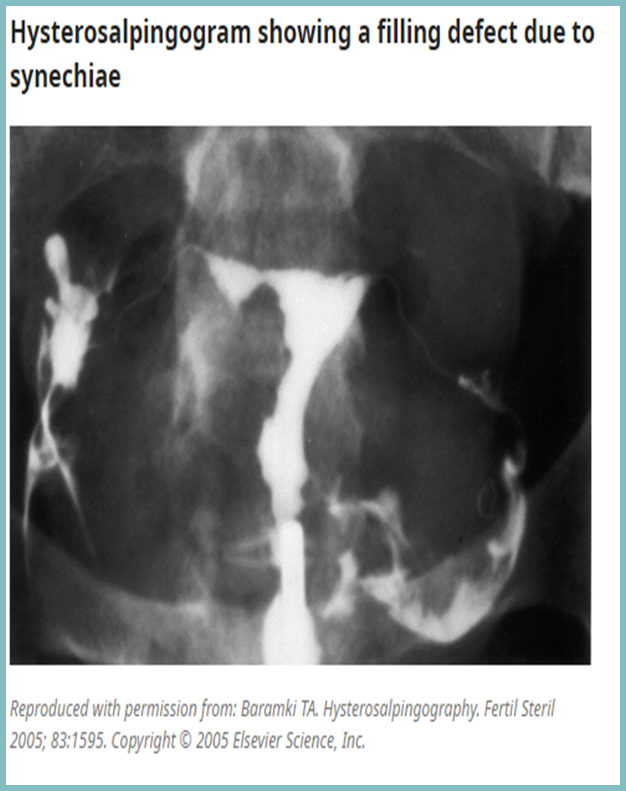 Hysterosalpingogram showing a filling defect due to
synechiae
Reproduced with permission from: Baramki TA. Hysterosalpingography. Fertil Steril
2005; 83:1595. Copyright © 2005 Elsevier Science, Inc.